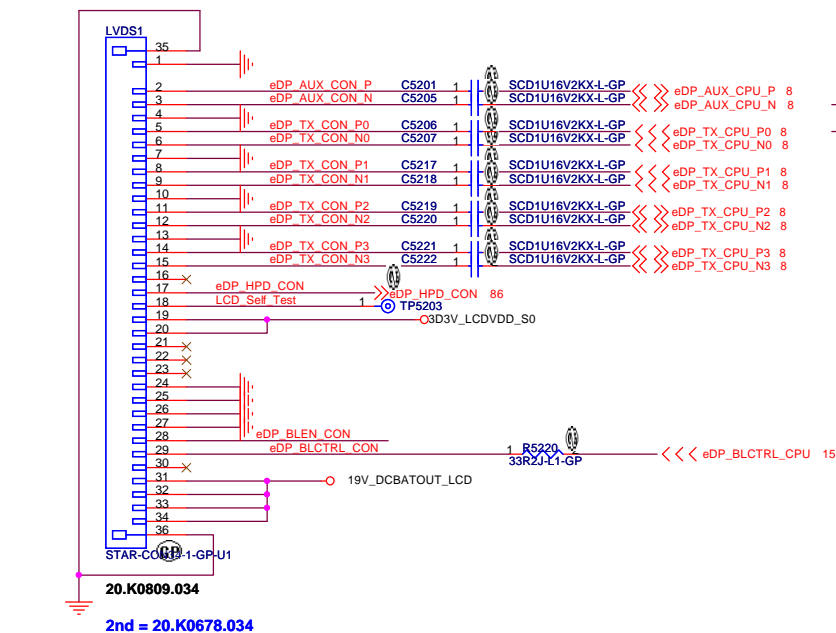 LVDS1
35
1
2 eDP_AUX_CON_P C5201 1 SCD1U16V2KX-L-GP eDP_AUX_CPU_P 8
3 eDP_AUX_CON_N C5205 1 SCD1U16V2KX-L-GP eDP_AUX_CPU_N 8
4
5 eDP_TX_CON_P0 C5206 1 SCD1U16V2KX-L-GP eDP_TX_CPU_P0 8
6 eDP_TX_CON_N0 C5207 1 SCD1U16V2KX-L-GP eDP_TX_CPU_N0 8
7
8 eDP_TX_CON_P1 C5217 1 SCD1U16V2KX-L-GP eDP_TX_CPU_P1 8
9 eDP_TX_CON_N1 C5218 1 SCD1U16V2KX-L-GP eDP_TX_CPU_N1 8
10
11 eDP_TX_CON_P2 C5219 1 SCD1U16V2KX-L-GP eDP_TX_CPU_P2 8
12 eDP_TX_CON_N2 C5220 1 SCD1U16V2KX-L-GP eDP_TX_CPU_N2 8
13
14 eDP_TX_CON_P3 C5221 1 SCD1U16V2KX-L-GP eDP_TX_CPU_P3 8
15 eDP_TX_CON_N3 C5222 1 SCD1U16V2KX-L-GP eDP_TX_CPU_N3 8
16
17 eDP_HPD_CON eDP_HPD_CON 86
18 LCD_Self_Test 1 TP5203
19 3D3V_LCDVDD_S0
20
21
22
23
24
25
26
27
28 eDP_BLEN_CON
29 eDP_BLCTRL_CON 1 R5220 eDP_BLCTRL_CPU 15
33R2J-L1-GP
30
31 19V_DCBATOUT_LCD
32
33
34
36
GP
STAR-CON34-1-GP-U1
20.K0809.034
2nd = 20.K0678.034